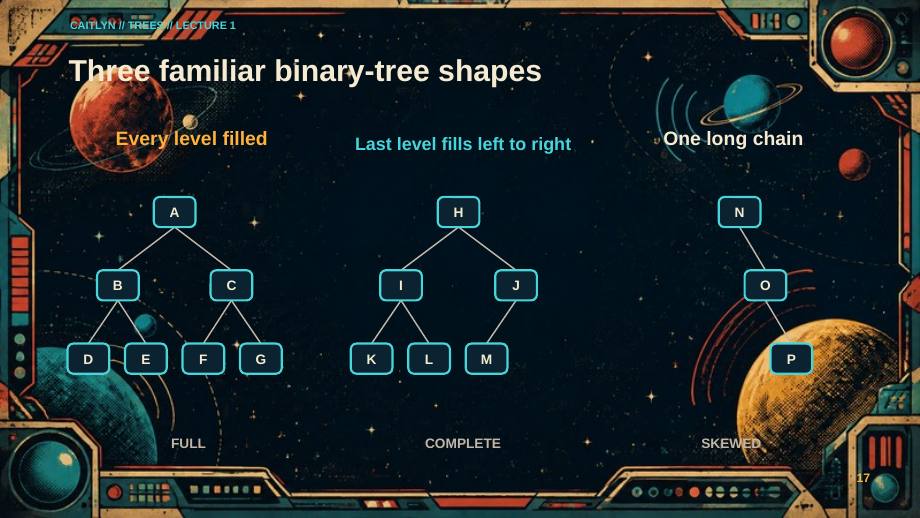 CAITLYN // TREES // LECTURE 1
Three familiar binary-tree shapes
Every level filled
Last level fills left to right
One long chain
A
B
C
D
E
F
G
H
I
J
K
L
M
N
O
P
FULL
COMPLETE
SKEWED
17